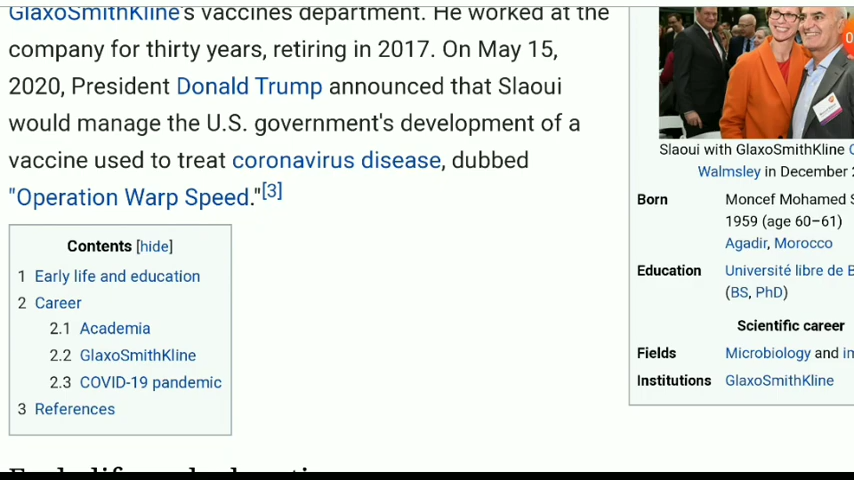 GlaxoSmithKline's vaccines department. He worked at the
company for thirty years, retiring in 2017. On May 15,
2020, President Donald Trump announced that Slaoui
would manage the U.S. government's development of a
vaccine used to treat coronavirus disease, dubbed
"Operation Warp Speed."[3]
Contents [hide]
1 Early life and education
2 Career
2.1 Academia
2.2 GlaxoSmithKline
2.3 COVID-19 pandemic
3 References
Slaoui with GlaxoSmithKline
Walmsley in December
Born Moncef Mohamed
1959 (age 60–61)
Agadir, Morocco
Education Université libre de
(BS, PhD)
Scientific career
Fields Microbiology and
Institutions GlaxoSmithKline